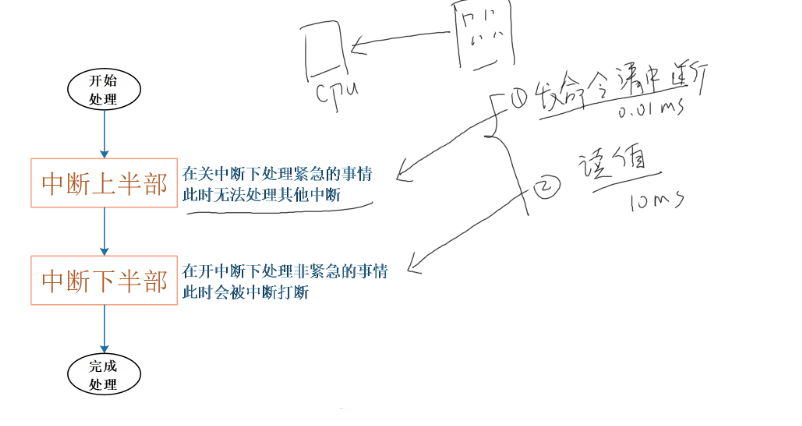 开始
处理
中断上半部
在关中断下处理紧急的事情
此时无法处理其他中断
中断下半部
在开中断下处理非紧急的事情
此时会被中断打断
完成
处理
CPU
① 发命令清中断
0.01ms
② 读值
10ms